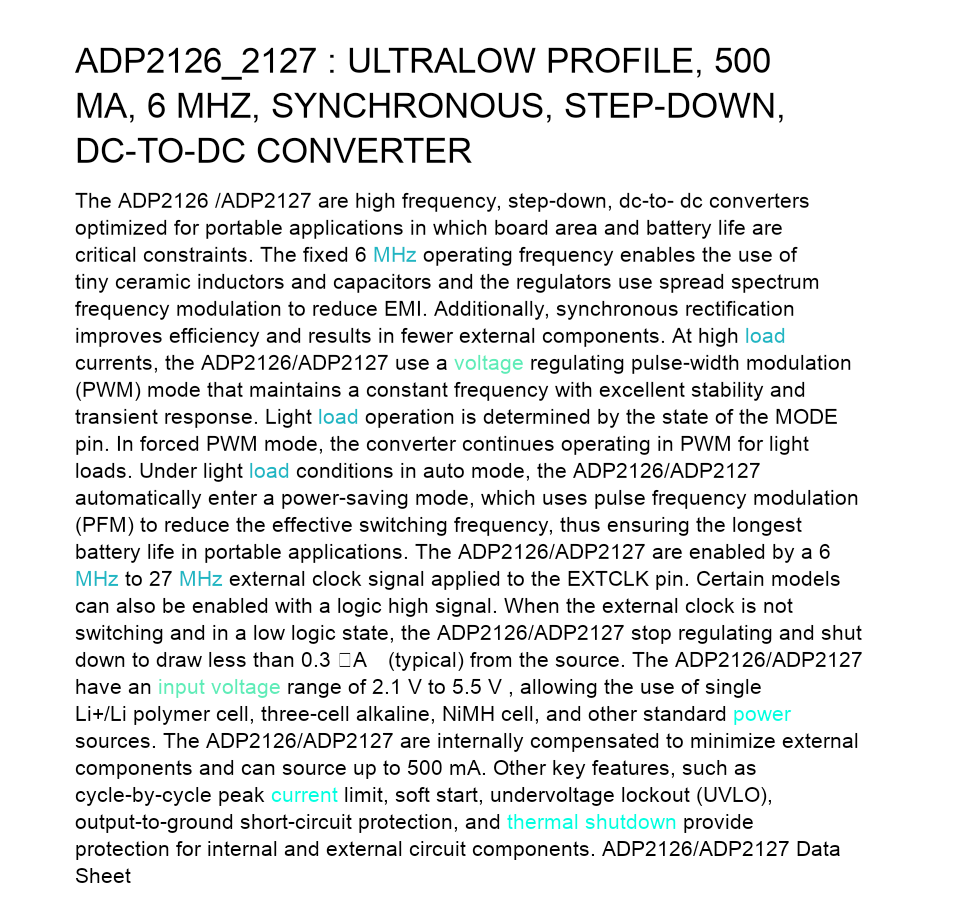 ADP2126_2127 : ULTRALOW PROFILE, 500
MA, 6 MHZ, SYNCHRONOUS, STEP-DOWN,
DC-TO-DC CONVERTER
The ADP2126 /ADP2127 are high frequency, step-down, dc-to- dc converters
optimized for portable applications in which board area and battery life are
critical constraints. The fixed 6 MHz operating frequency enables the use of
tiny ceramic inductors and capacitors and the regulators use spread spectrum
frequency modulation to reduce EMI. Additionally, synchronous rectification
improves efficiency and results in fewer external components. At high load
currents, the ADP2126/ADP2127 use a voltage regulating pulse-width modulation
(PWM) mode that maintains a constant frequency with excellent stability and
transient response. Light load operation is determined by the state of the MODE
pin. In forced PWM mode, the converter continues operating in PWM for light
loads. Under light load conditions in auto mode, the ADP2126/ADP2127
automatically enter a power-saving mode, which uses pulse frequency modulation
(PFM) to reduce the effective switching frequency, thus ensuring the longest
battery life in portable applications. The ADP2126/ADP2127 are enabled by a 6
MHz to 27 MHz external clock signal applied to the EXTCLK pin. Certain models
can also be enabled with a logic high signal. When the external clock is not
switching and in a low logic state, the ADP2126/ADP2127 stop regulating and shut
down to draw less than 0.3 □A (typical) from the source. The ADP2126/ADP2127
have an input voltage range of 2.1 V to 5.5 V , allowing the use of single
Li+/Li polymer cell, three-cell alkaline, NiMH cell, and other standard power
sources. The ADP2126/ADP2127 are internally compensated to minimize external
components and can source up to 500 mA. Other key features, such as
cycle-by-cycle peak current limit, soft start, undervoltage lockout (UVLO),
output-to-ground short-circuit protection, and thermal shutdown provide
protection for internal and external circuit components. ADP2126/ADP2127 Data
Sheet